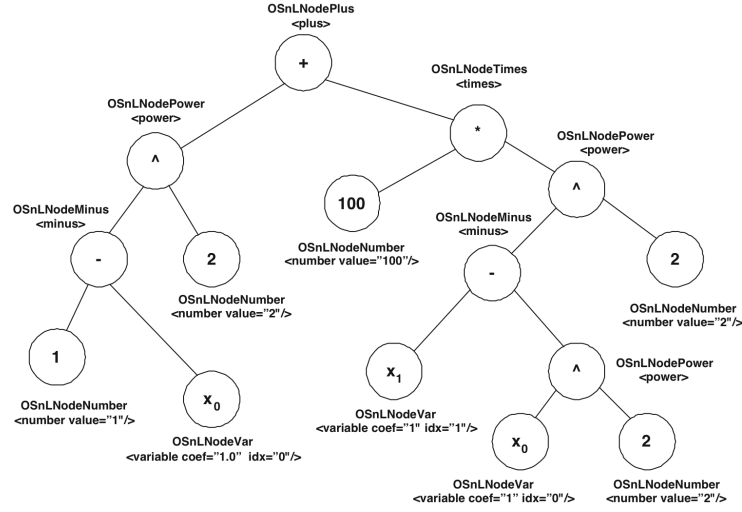 OSnLNodePlus
<plus>
+
OSnLNodeTimes
<times>
*
OSnLNodePower
<power>
^
OSnLNodePower
<power>
^
OSnLNodeMinus
<minus>
-
2
OSnLNodeNumber
<number value=”2"/>
100
OSnLNodeNumber
<number value=”100”/>
OSnLNodeMinus
<minus>
-
2
OSnLNodeNumber
<number value=”2"/>
1
OSnLNodeNumber
<number value=”1"/>
x0
OSnLNodeVar
<variable coef=”1.0” idx=”0"/>
x1
OSnLNodeVar
<variable coef=”1" idx=”1"/>
^
OSnLNodePower
<power>
x0
OSnLNodeVar
<variable coef=”1” idx=”0"/>
2
OSnLNodeNumber
<number value=”2"/>